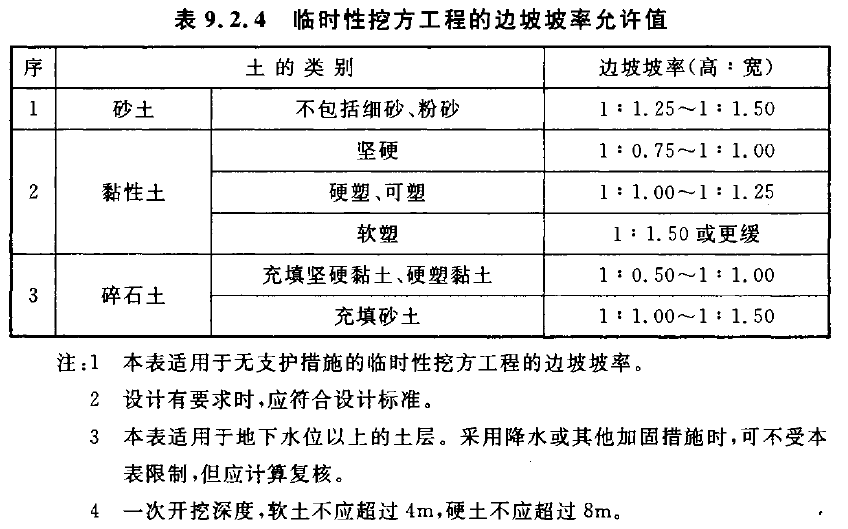 表 9.2.4 临时性挖方工程的边坡坡率允许值
序 土的类别 边坡坡率(高：宽)
1 砂土 不包括细砂、粉砂 1：1.25～1：1.50
坚硬 1：0.75～1：1.00
2 黏性土 硬塑、可塑 1：1.00～1：1.25
软塑 1：1.50或更缓
3 碎石土 充填坚硬黏土、硬塑黏土 1：0.50～1：1.00
充填砂土 1：1.00～1：1.50
注：1 本表适用于无支护措施的临时性挖方工程的边坡坡率。
2 设计有要求时，应符合设计标准。
3 本表适用于地下水位以上的土层。采用降水或其他加固措施时，可不受本
表限制，但应计算复核。
4 一次开挖深度，软土不应超过 4m，硬土不应超过 8m。